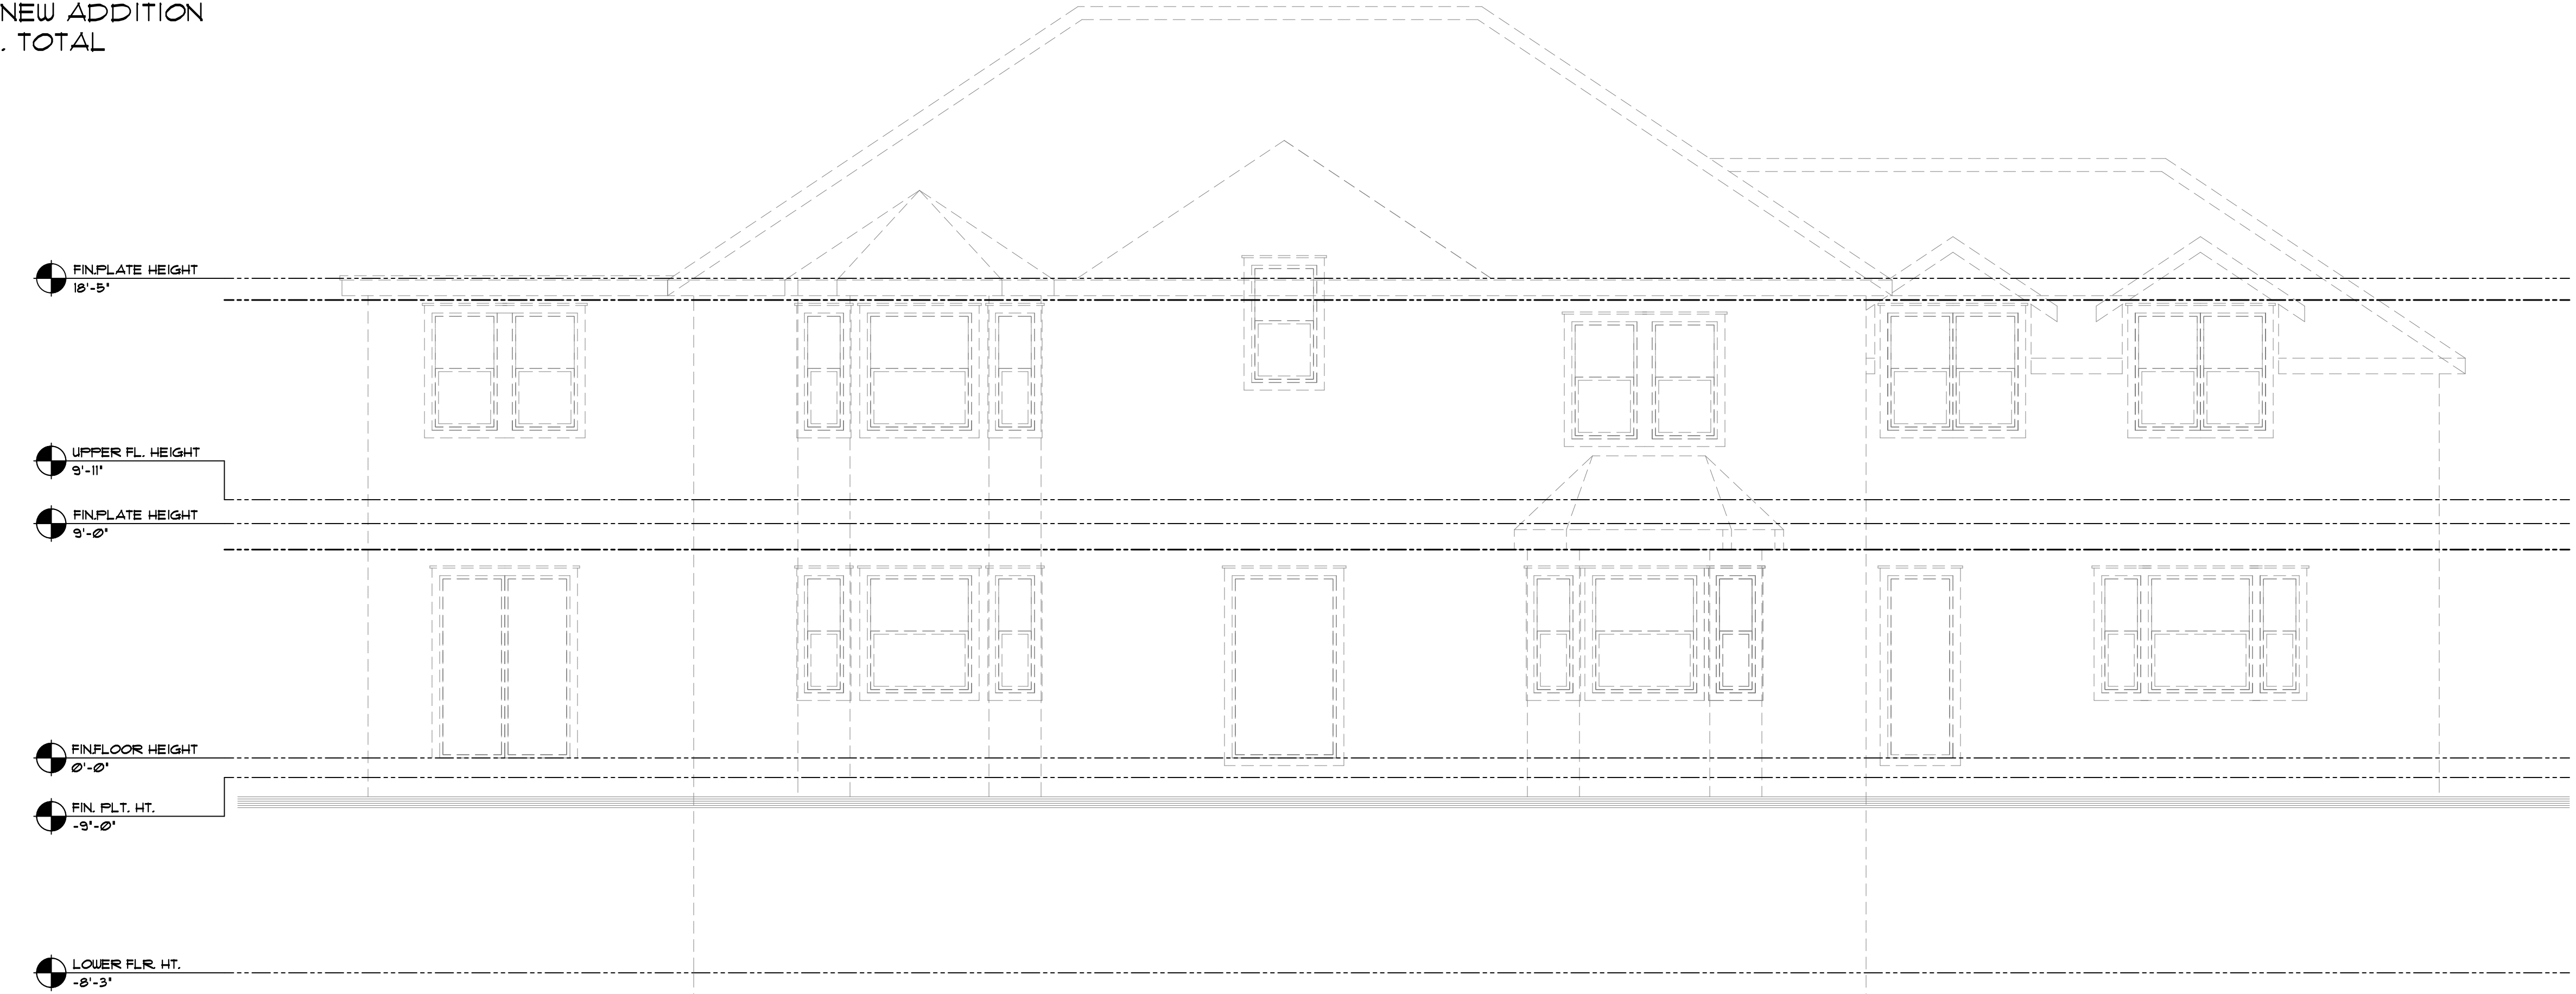 NEW ADDITION
. TOTAL
FIN.PLATE HEIGHT
18'-5"
UPPER FL. HEIGHT
9'-11"
FIN.PLATE HEIGHT
9'-0"
FIN.FLOOR HEIGHT
0'-0"
FIN. PLT. HT.
-9"-0"
LOWER FLR. HT.
-8'-3"